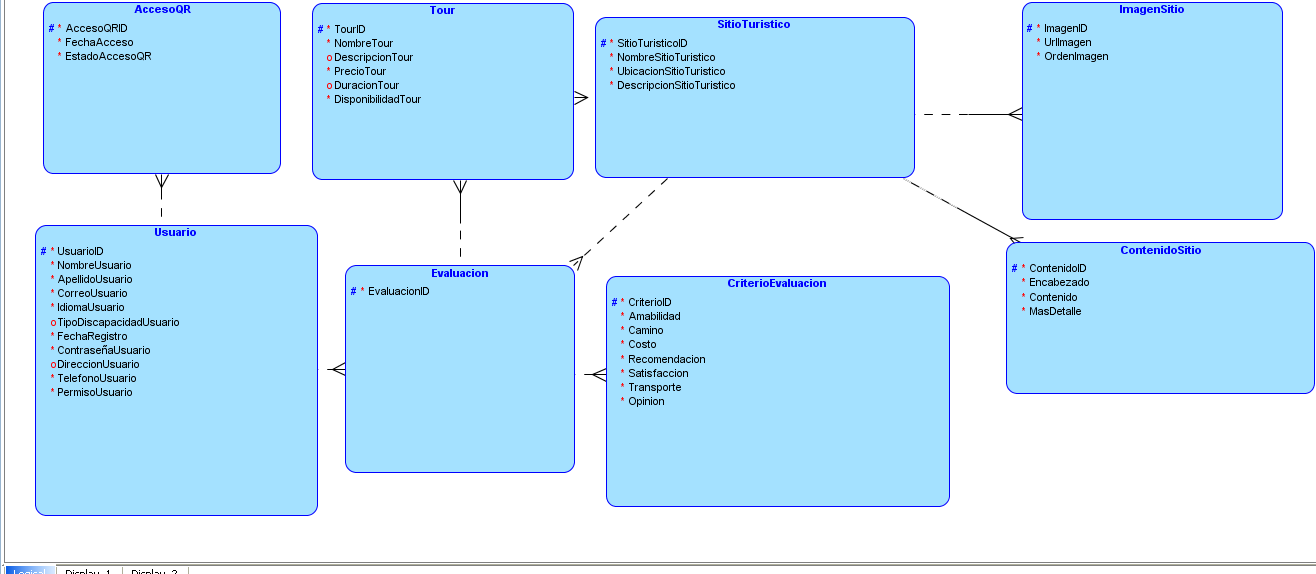 AccesoQR
# * AccesoQRID
* FechaAcceso
* EstadoAccesoQR
Tour
# * TourID
* NombreTour
o DescripcionTour
* PrecioTour
o DuracionTour
* DisponibilidadTour
SitioTuristico
# * SitioTuristicoID
* NombreSitioTuristico
* UbicacionSitioTuristico
* DescripcionSitioTuristico
ImagenSitio
# * ImagenID
* UrlImagen
* OrdenImagen
Usuario
# * UsuarioID
* NombreUsuario
* ApellidoUsuario
* CorreoUsuario
* IdiomaUsuario
o TipoDiscapacidadUsuario
* FechaRegistro
* ContraseñaUsuario
o DireccionUsuario
* TelefonoUsuario
* PermisoUsuario
Evaluacion
# * EvaluacionID
CriterioEvaluacion
# * CriterioID
* Amabilidad
* Camino
* Costo
* Recomendacion
* Satisfaccion
* Transporte
* Opinion
ContenidoSitio
# * ContenidoID
* Encabezado
* Contenido
* MasDetalle
Logical Display_1 Display_2